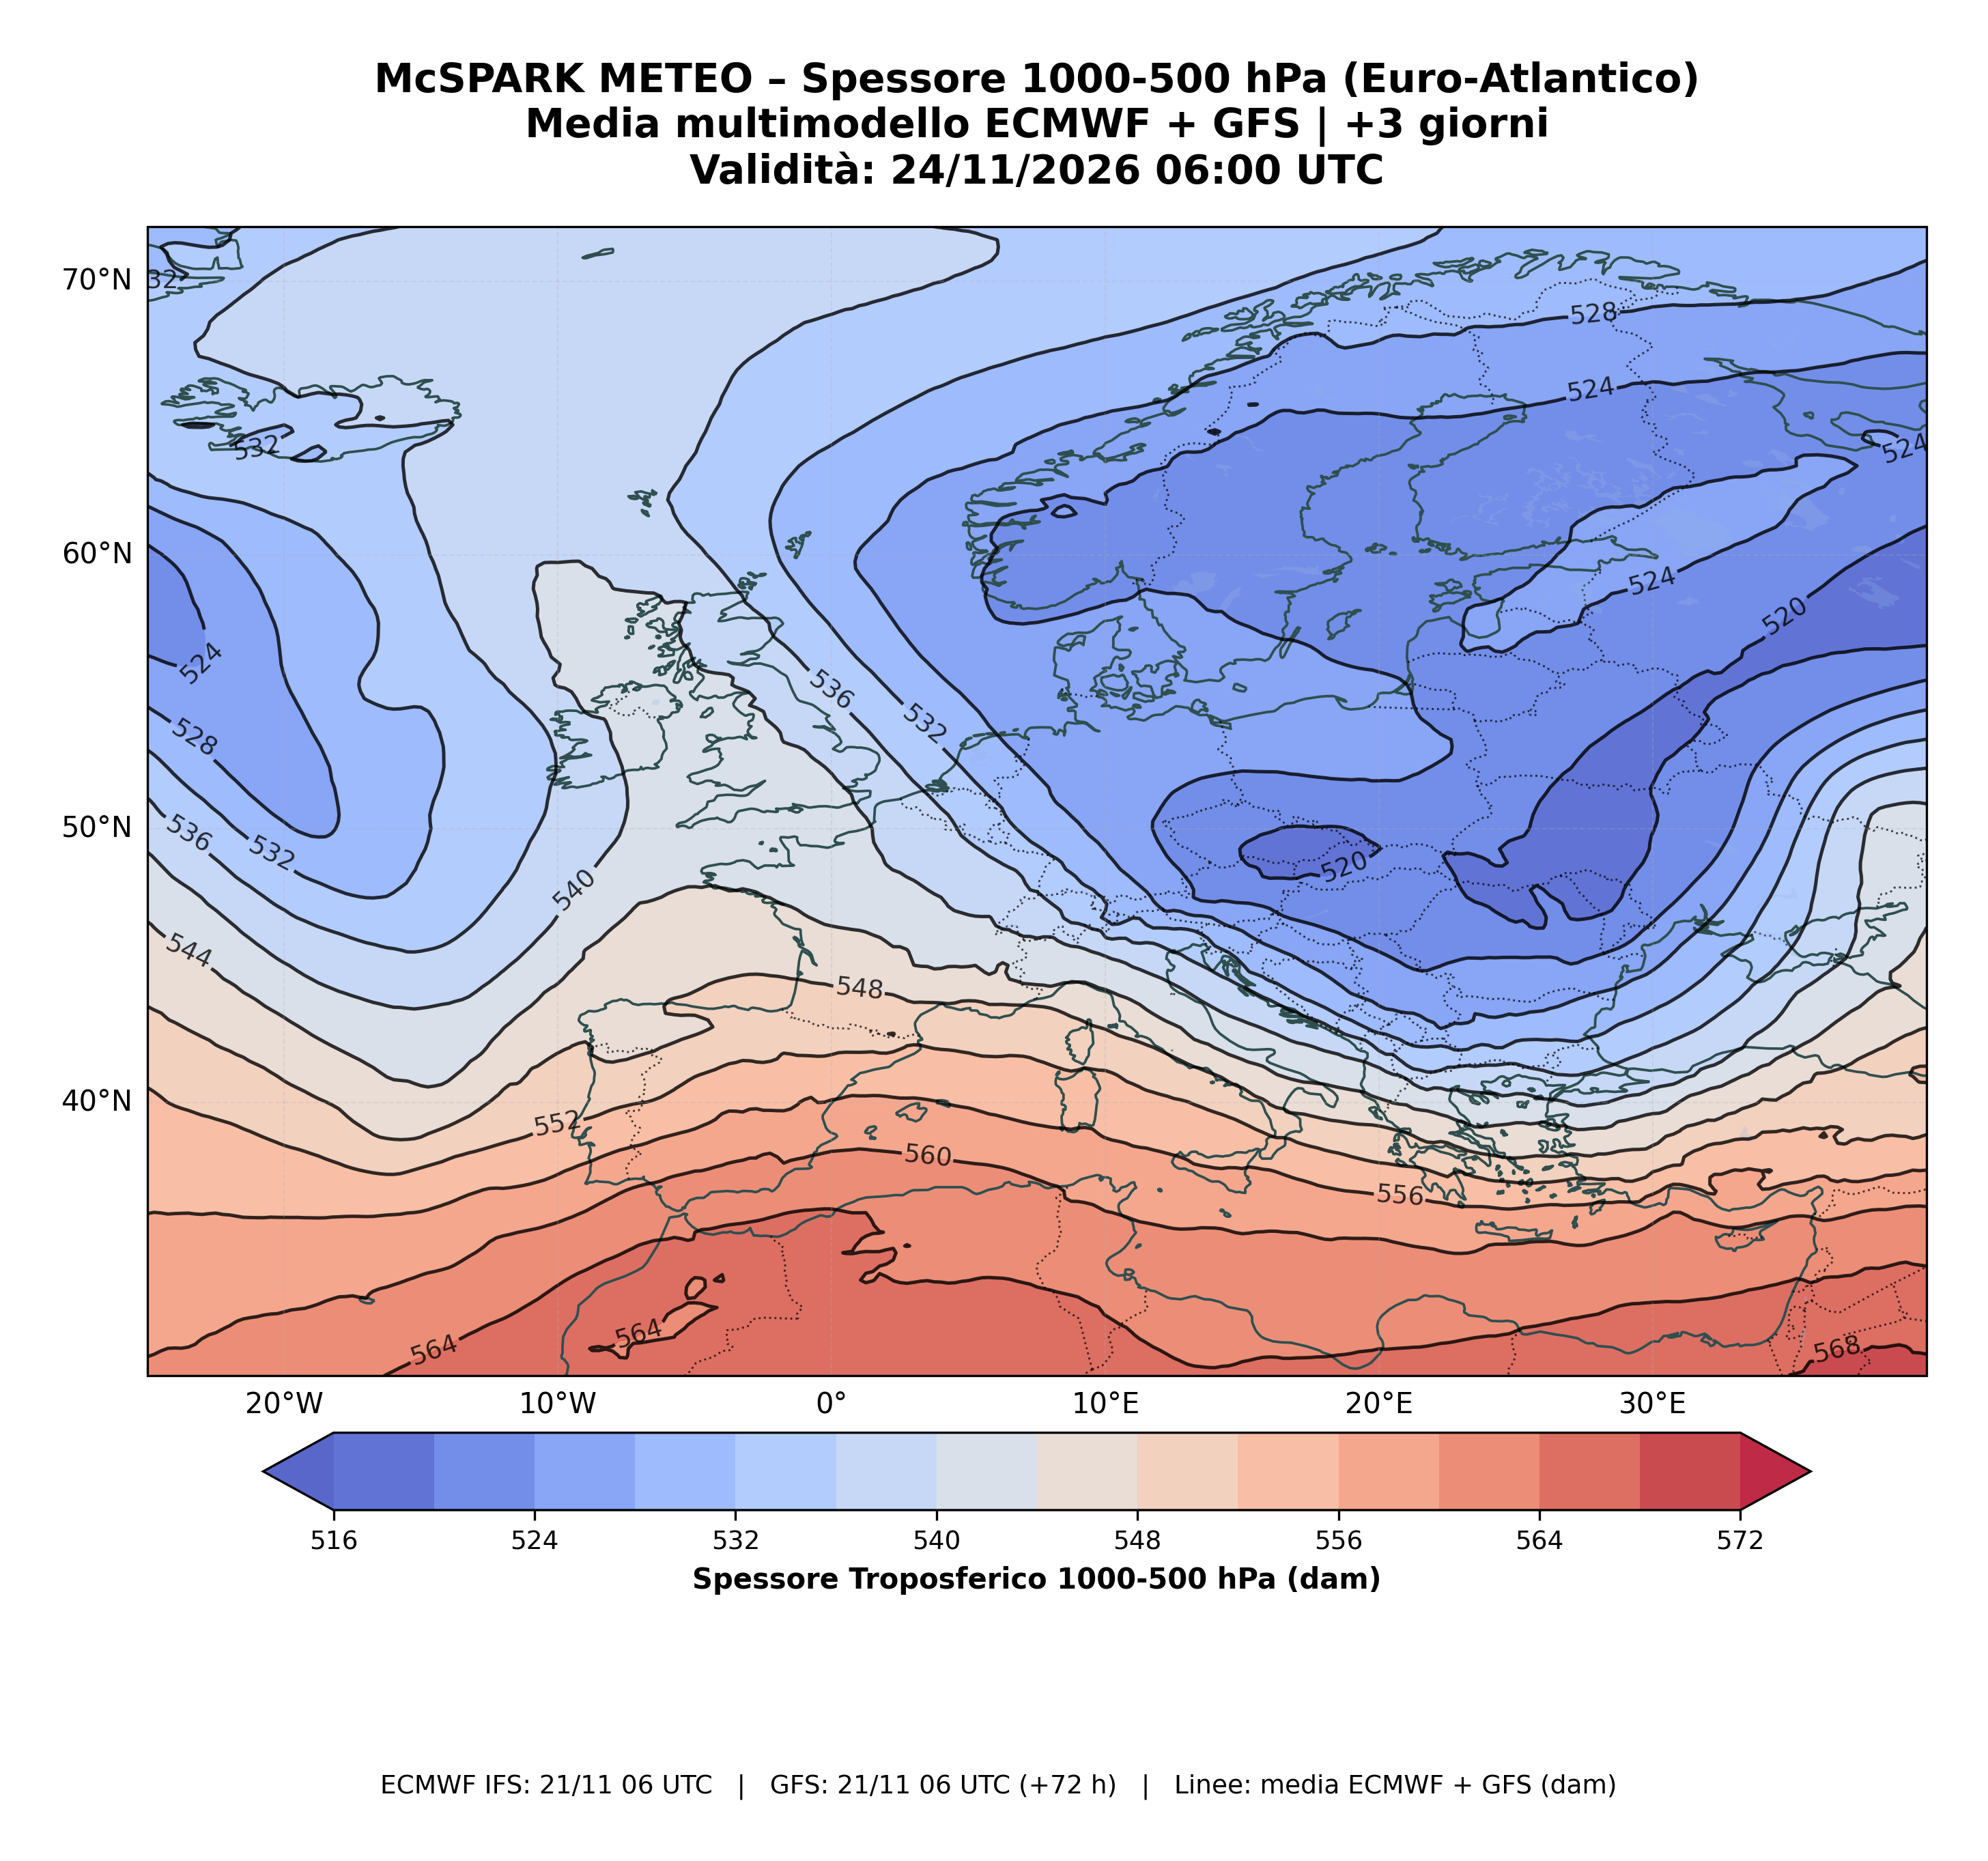 McSPARK METEO – Spessore 1000-500 hPa (Euro-Atlantico)
Media multimodello ECMWF + GFS | +3 giorni
Validità: 24/11/2026 06:00 UTC
70°N
60°N
50°N
40°N
32
532
528
524
524
524
520
536
532
524
528
536
532
540
520
544
548
552
560
556
564
564
568
20°W
10°W
0°
10°E
20°E
30°E
516
524
532
540
548
556
564
572
Spessore Troposferico 1000-500 hPa (dam)
ECMWF IFS: 21/11 06 UTC | GFS: 21/11 06 UTC (+72 h) | Linee: media ECMWF + GFS (dam)